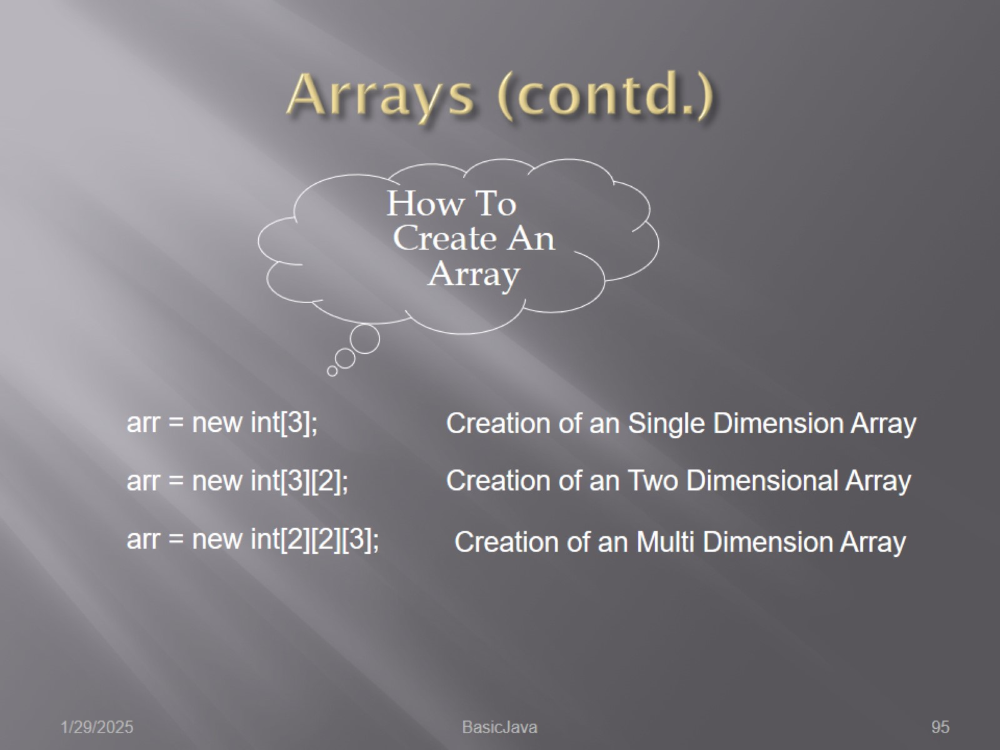 Arrays (contd.)
How To
Create An
Array
arr = new int[3]; Creation of an Single Dimension Array
arr = new int[3][2]; Creation of an Two Dimensional Array
arr = new int[2][2][3]; Creation of an Multi Dimension Array
1/29/2025 BasicJava 95